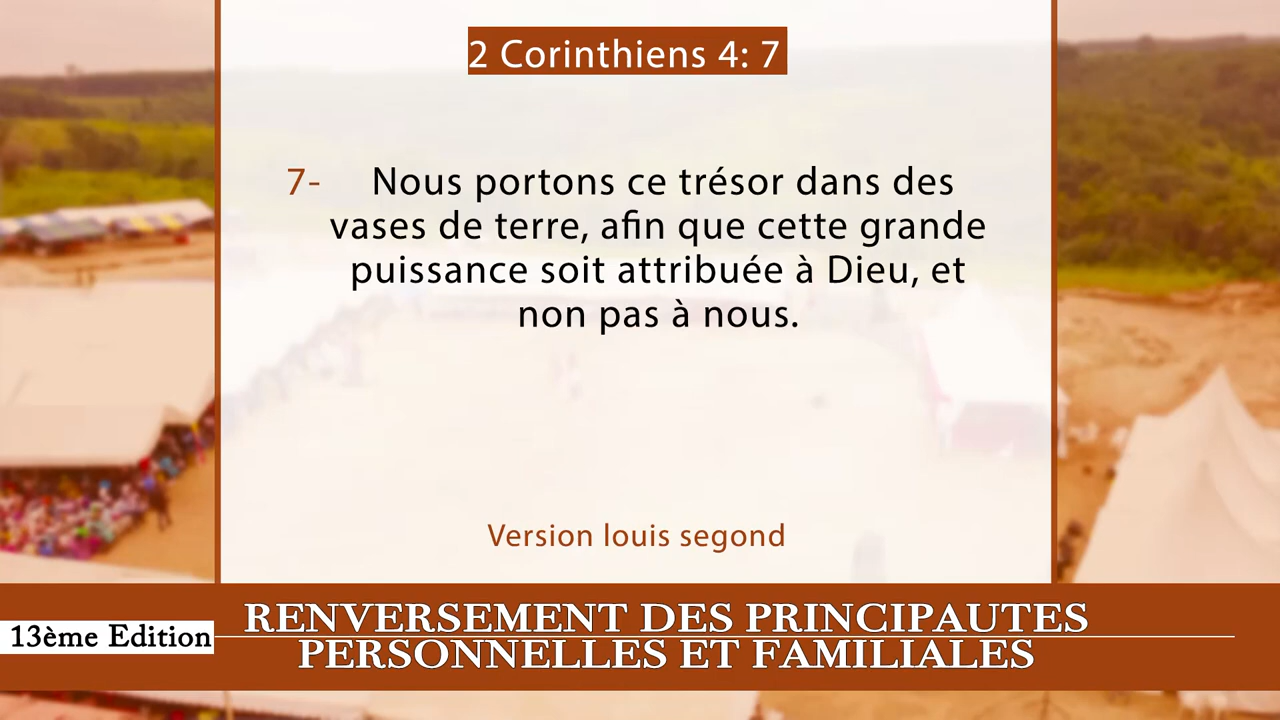 2 Corinthiens 4: 7
7- Nous portons ce trésor dans des
vases de terre, afin que cette grande
puissance soit attribuée à Dieu, et
non pas à nous.
Version louis segond
13ème Edition
RENVERSEMENT DES PRINCIPAUTES
PERSONNELLES ET FAMILIALES